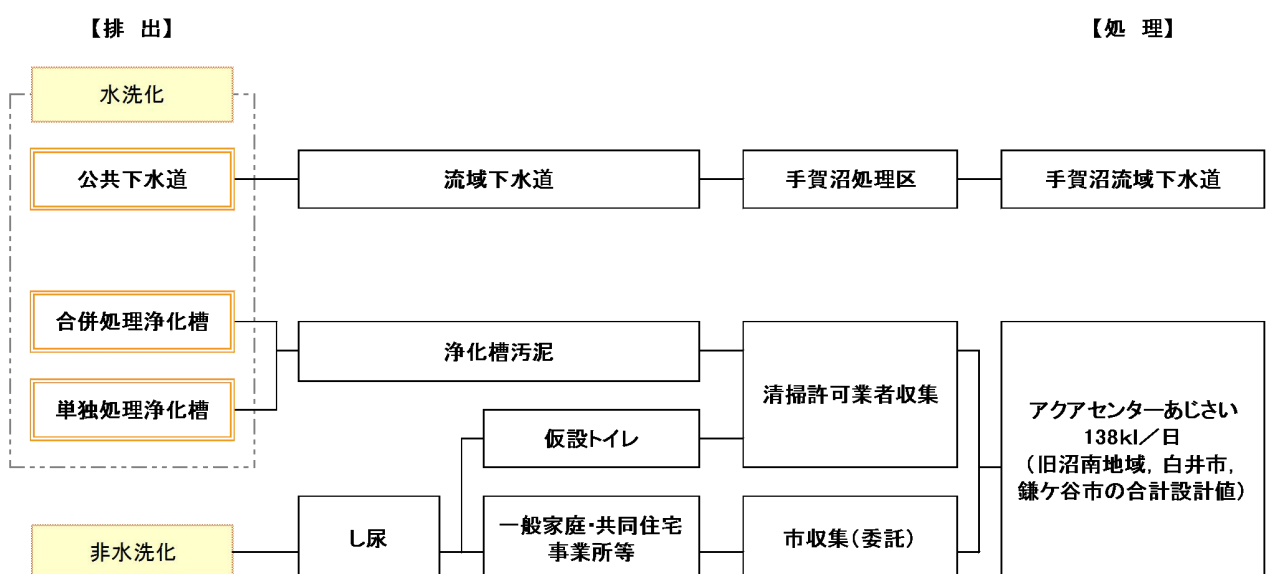 【排 出】
【処 理】
水洗化
公共下水道
流域下水道
手賀沼処理区
手賀沼流域下水道
合併処理浄化槽
単独処理浄化槽
浄化槽汚泥
清掃許可業者収集
仮設トイレ
アクアセンターあじさい
138kl／日
（旧沼南地域，白井市，
鎌ケ谷市の合計設計値）
非水洗化
し尿
一般家庭・共同住宅
事業所等
市収集（委託）